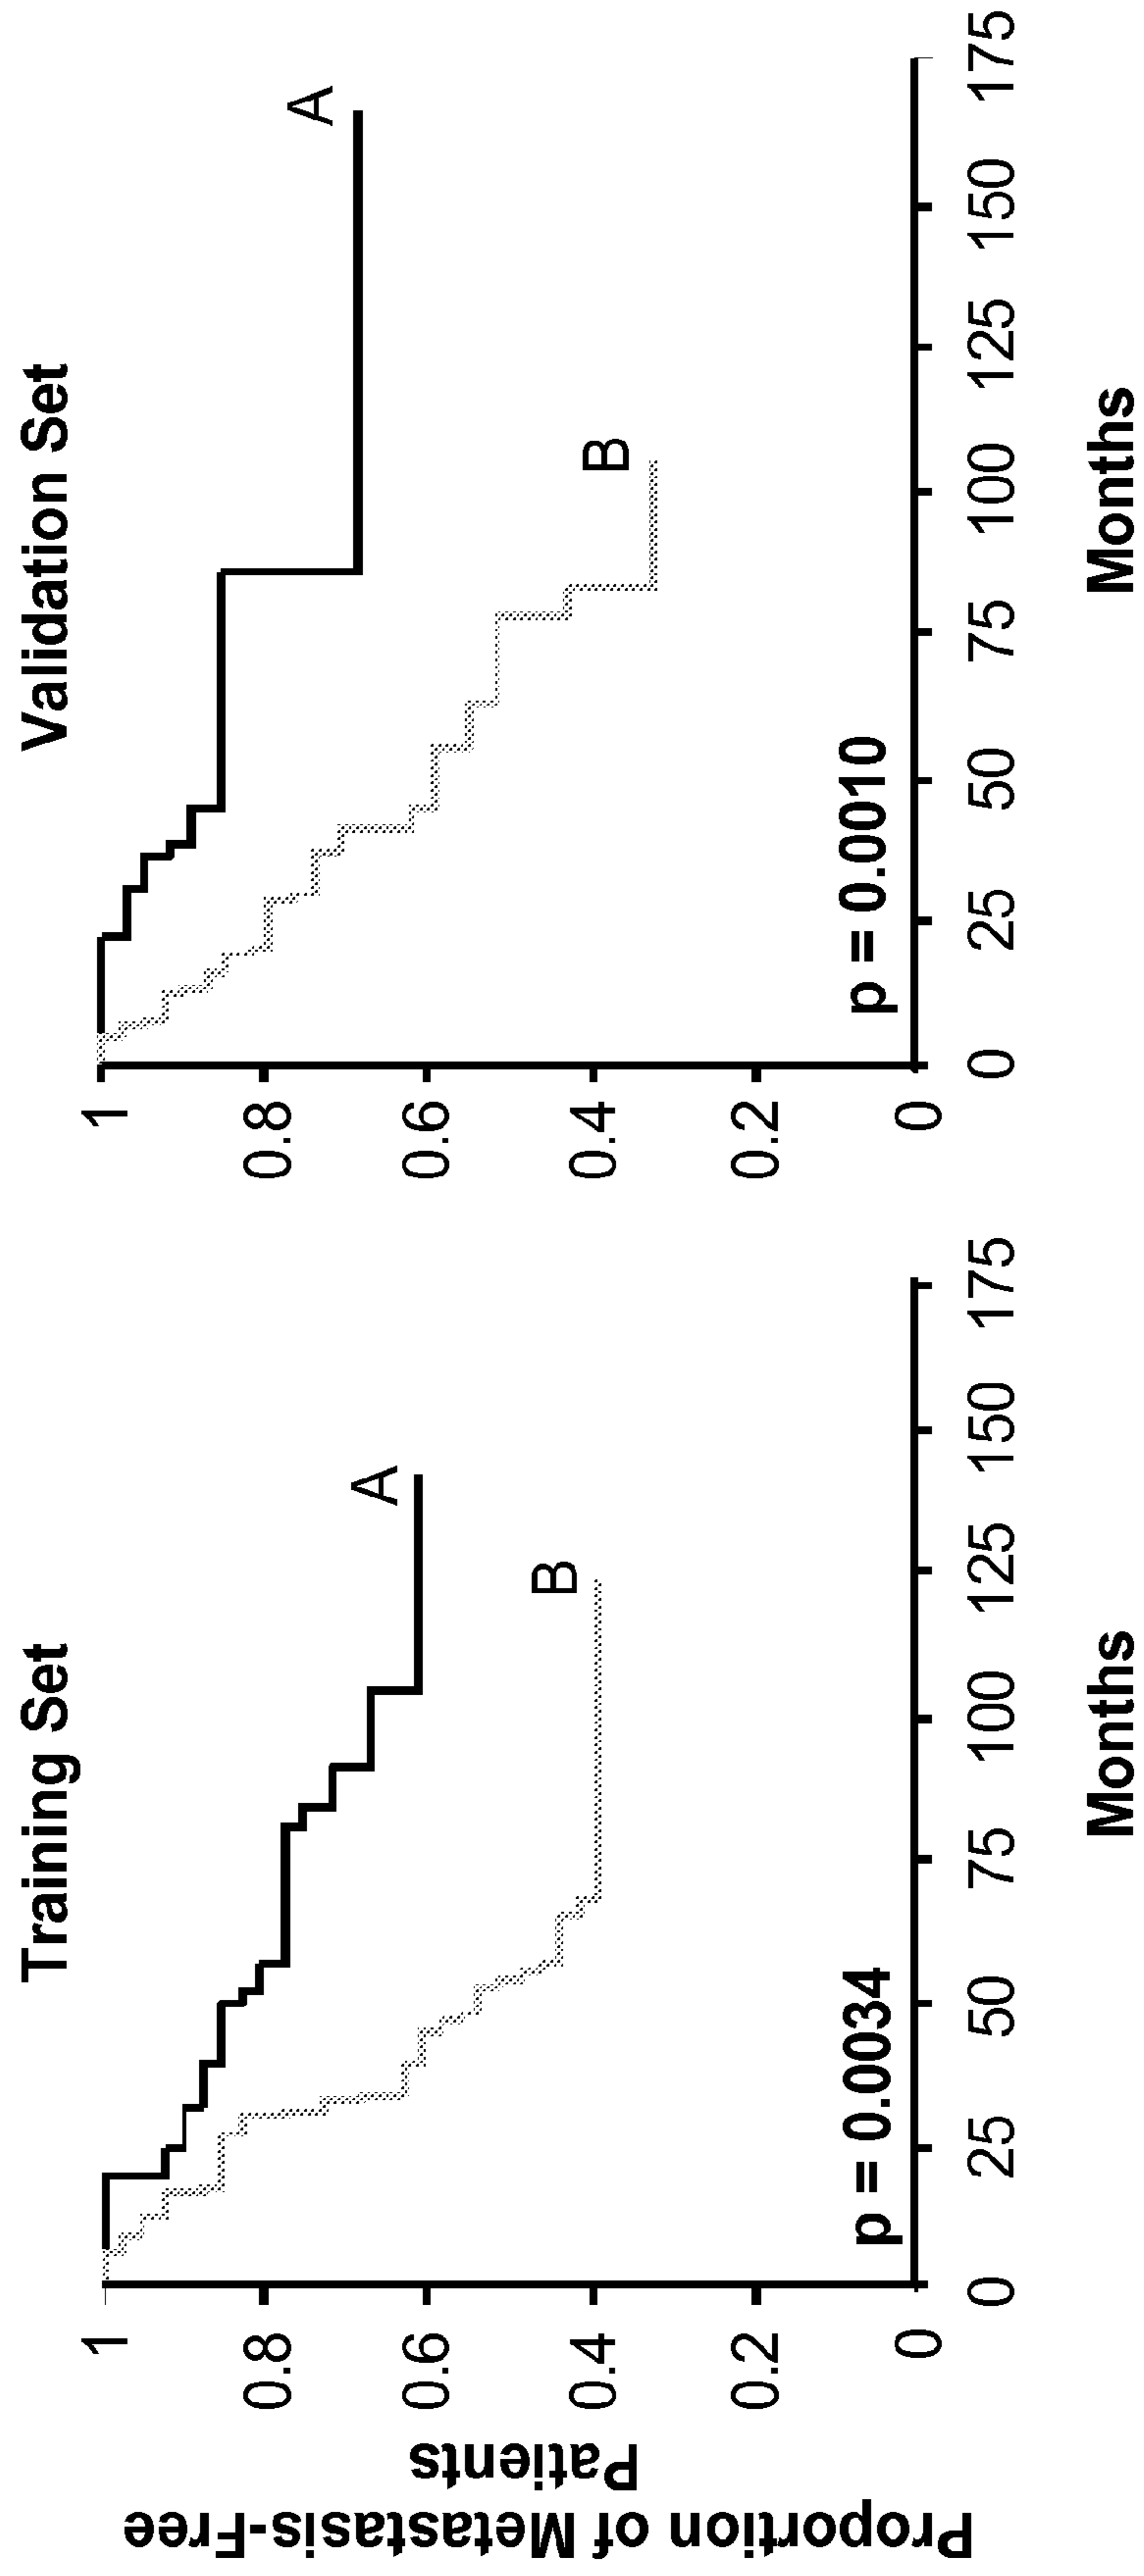 Training Set
Proportion of Metastasis-Free
Patients
1
0.8
0.6
0.4
0.2
0
A
B
p = 0.0034
0 25 50 75 100 125 150 175
Months
Validation Set
1
0.8
0.6
0.4
0.2
0
A
B
p = 0.0010
0 25 50 75 100 125 150 175
Months